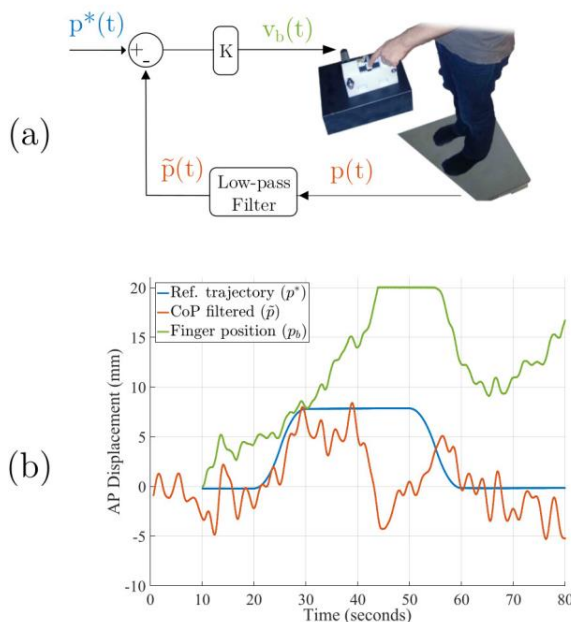 p*(t)
+
-
K
v_b(t)
(a)
p̃(t)
Low-pass
Filter
p(t)
(b)
AP Displacement (mm)
20
15
10
5
0
-5
-10
Ref. trajectory (p*)
CoP filtered (p̃)
Finger position (p_b)
0 10 20 30 40 50 60 70 80
Time (seconds)